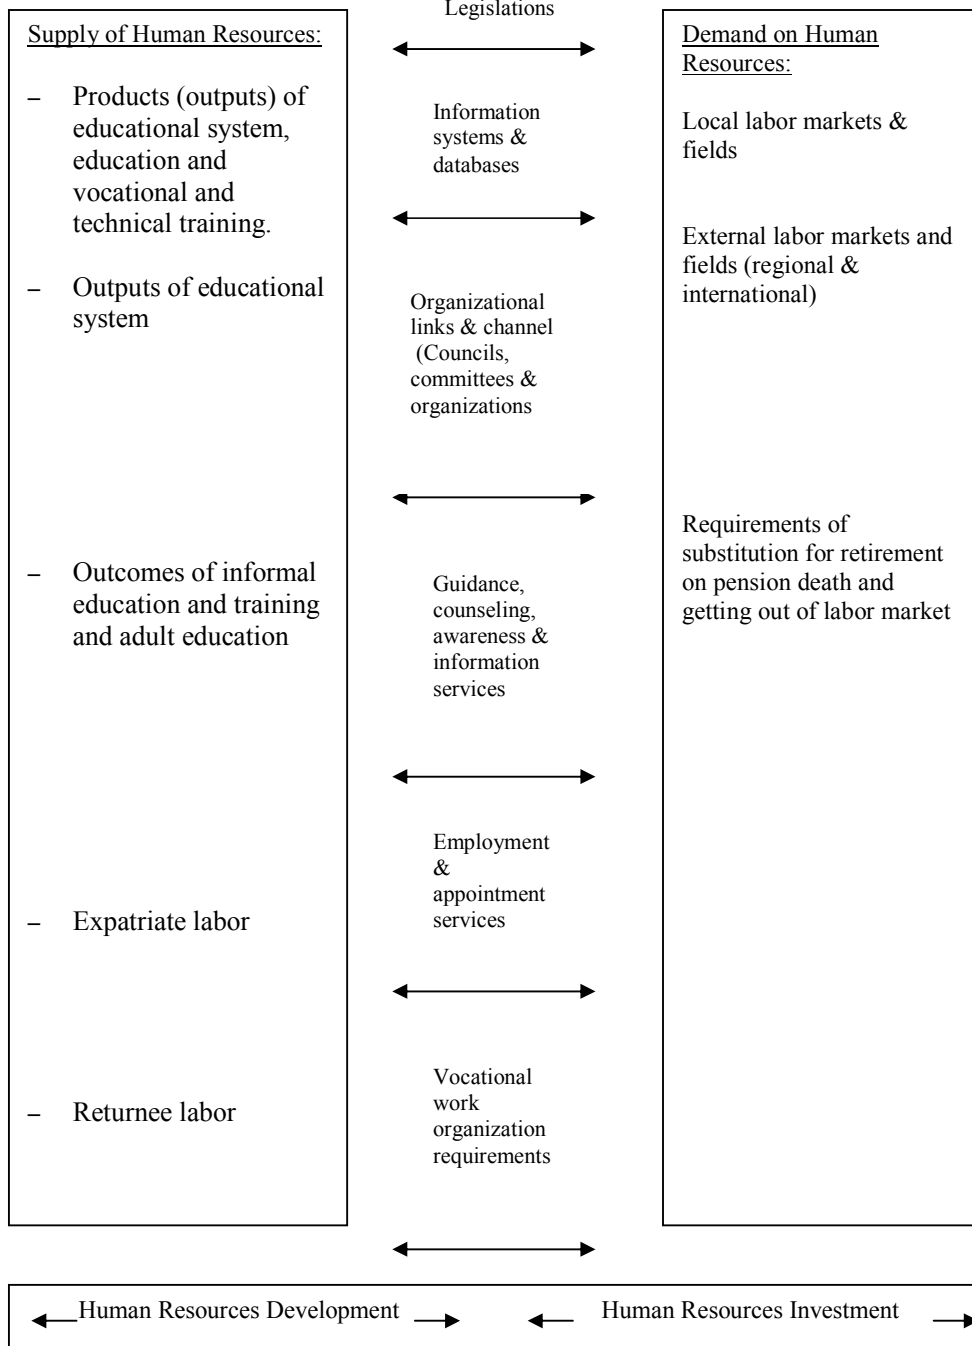 Legislations
Supply of Human Resources:
– Products (outputs) of
educational system,
education and
vocational and
technical training.
– Outputs of educational
system
– Outcomes of informal
education and training
and adult education
– Expatriate labor
– Returnee labor
Information
systems &
databases
Organizational
links & channel
(Councils,
committees &
organizations
Guidance,
counseling,
awareness &
information
services
Employment
&
appointment
services
Vocational
work
organization
requirements
Demand on Human
Resources:
Local labor markets &
fields
External labor markets and
fields (regional &
international)
Requirements of
substitution for retirement
on pension death and
getting out of labor market
Human Resources Development
Human Resources Investment